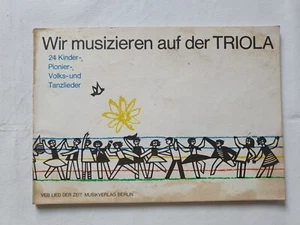 Wir musizieren auf der TRIOLA
24 Kinder-,
Pionier-,
Volks-und
Tanzlieder
VEB LIED DER ZEIT MUSIKVERLAG BERLIN